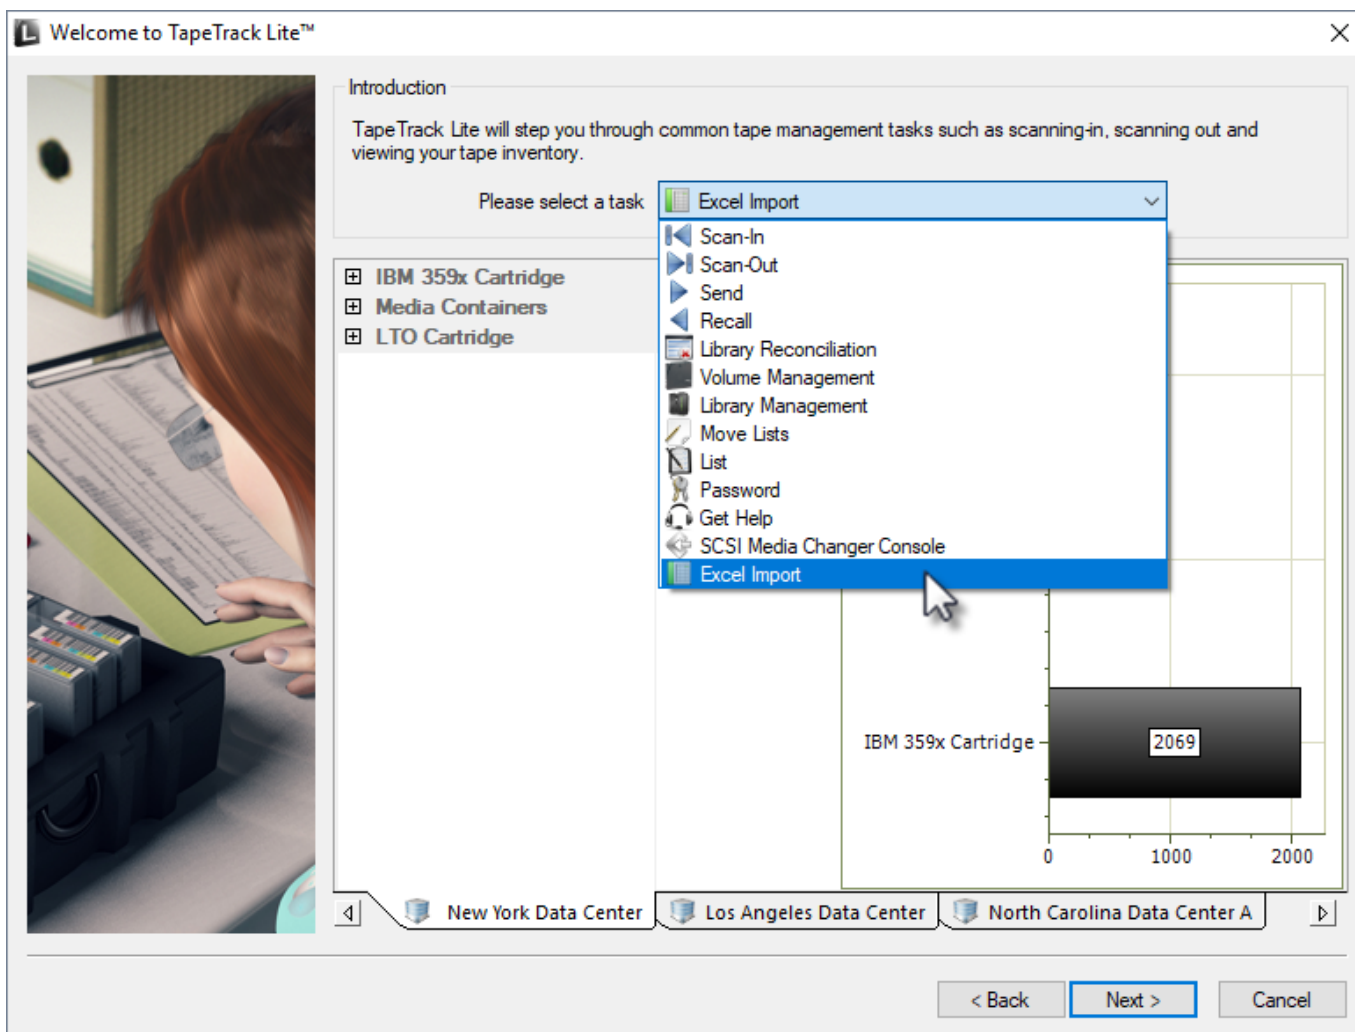 Welcome to TapeTrack Lite™
Introduction
TapeTrack Lite will step you through common tape management tasks such as scanning-in, scanning out and
viewing your tape inventory.
Please select a task
Excel Import
Scan-In
Scan-Out
Send
Recall
Library Reconciliation
Volume Management
Library Management
Move Lists
List
Password
Get Help
SCSI Media Changer Console
Excel Import
IBM 359x Cartridge
Media Containers
LTO Cartridge
IBM 359x Cartridge
2069
0 1000 2000
New York Data Center
Los Angeles Data Center
North Carolina Data Center A
< Back
Next >
Cancel